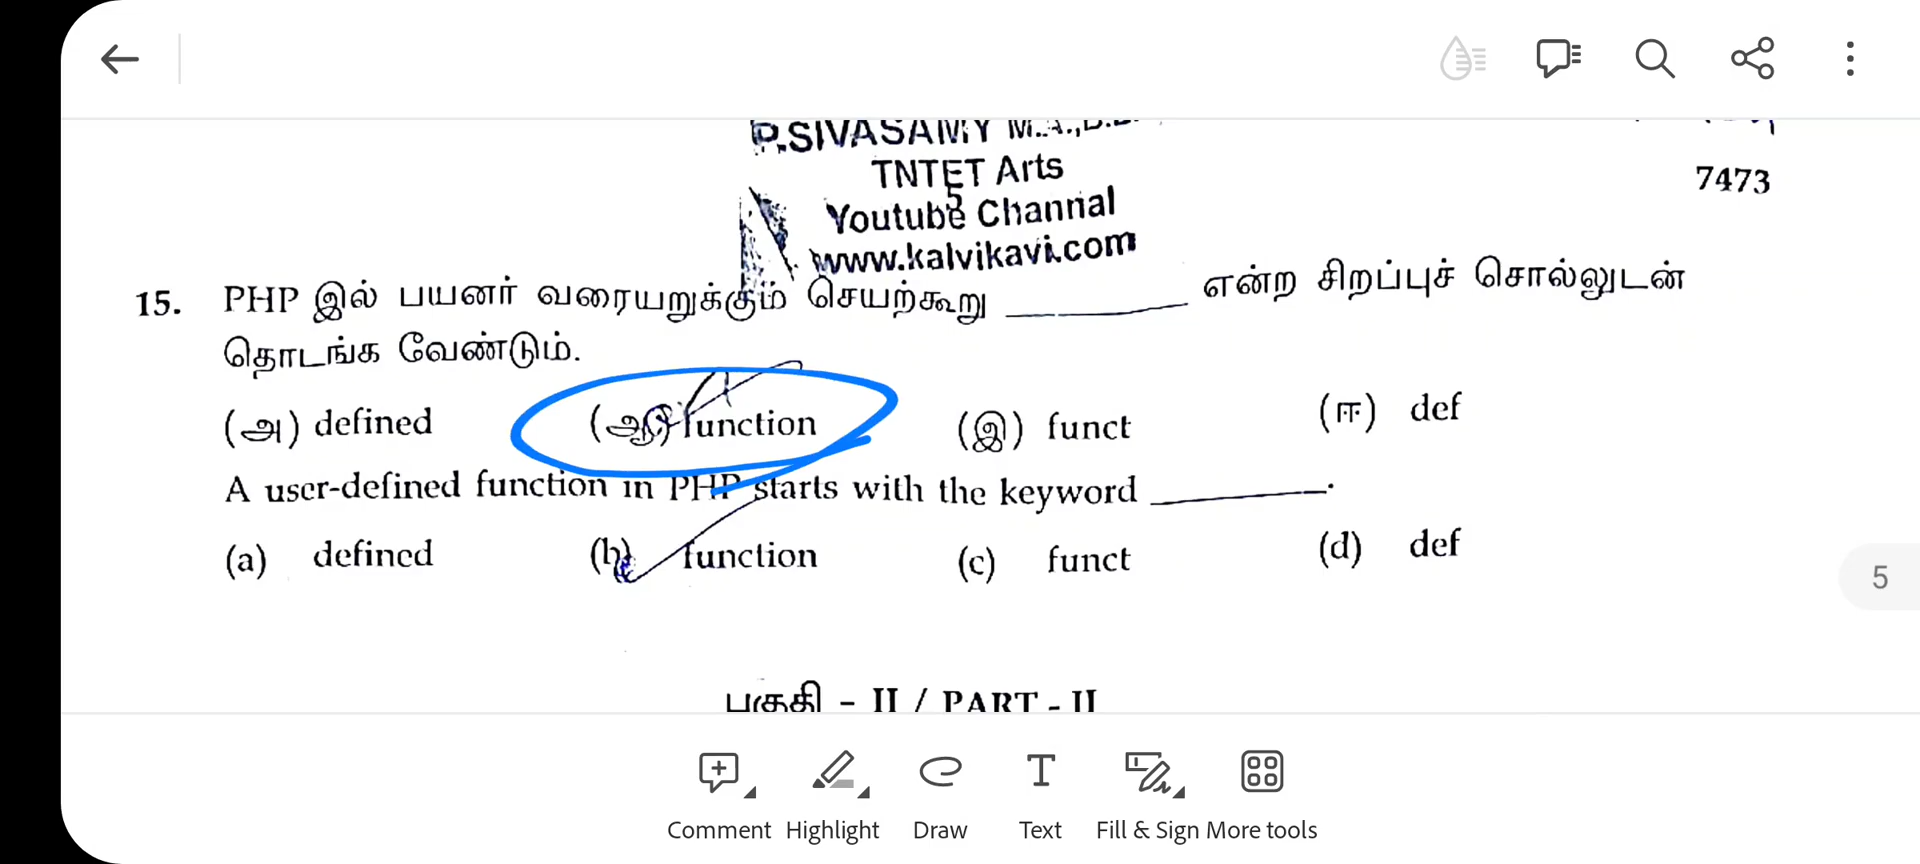 P.SIVASAMY M.A.,B.
TNTET Arts
5
Youtube Channal
www.kalvikavi.com
7473
15. PHP இல் பயனர் வரையறுக்கும் செயற்கூறு ________ என்ற சிறப்புச் சொல்லுடன்
தொடங்க வேண்டும்.
(அ) defined (ஆ) function (இ) funct (ஈ) def
A user-defined function in PHP starts with the keyword ________.
(a) defined (b) function (c) funct (d) def
5
பகுதி - II / PART - II
Comment Highlight Draw Text Fill & Sign More tools